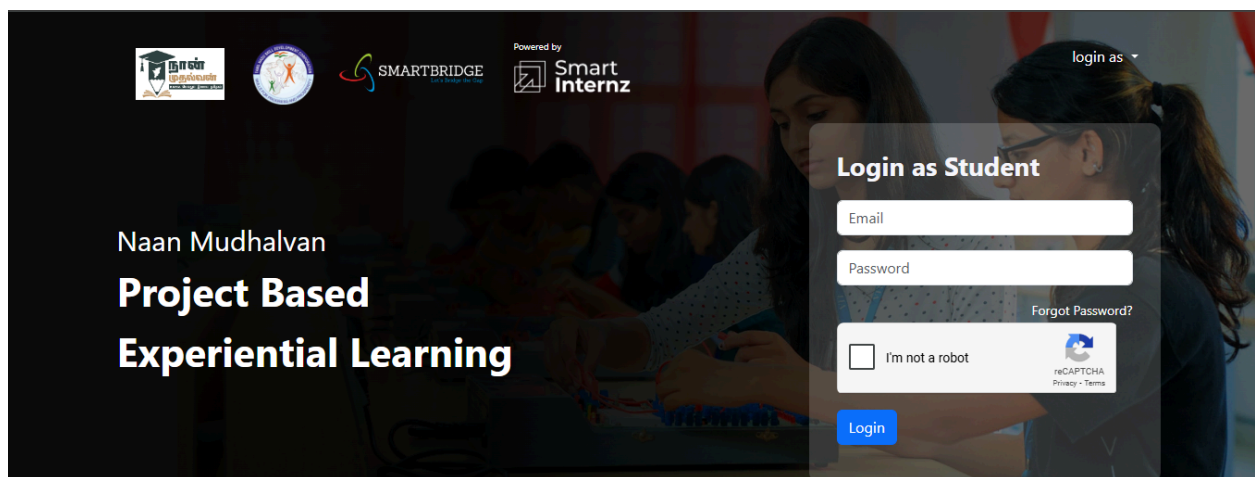 நான்
முதல்வன்
SMARTBRIDGE
Let's Bridge the Gap
Powered by
Smart
Internz
login as
Naan Mudhalvan
Project Based
Experiential Learning
Login as Student
Email
Password
Forgot Password?
I'm not a robot
reCAPTCHA
Privacy - Terms
Login